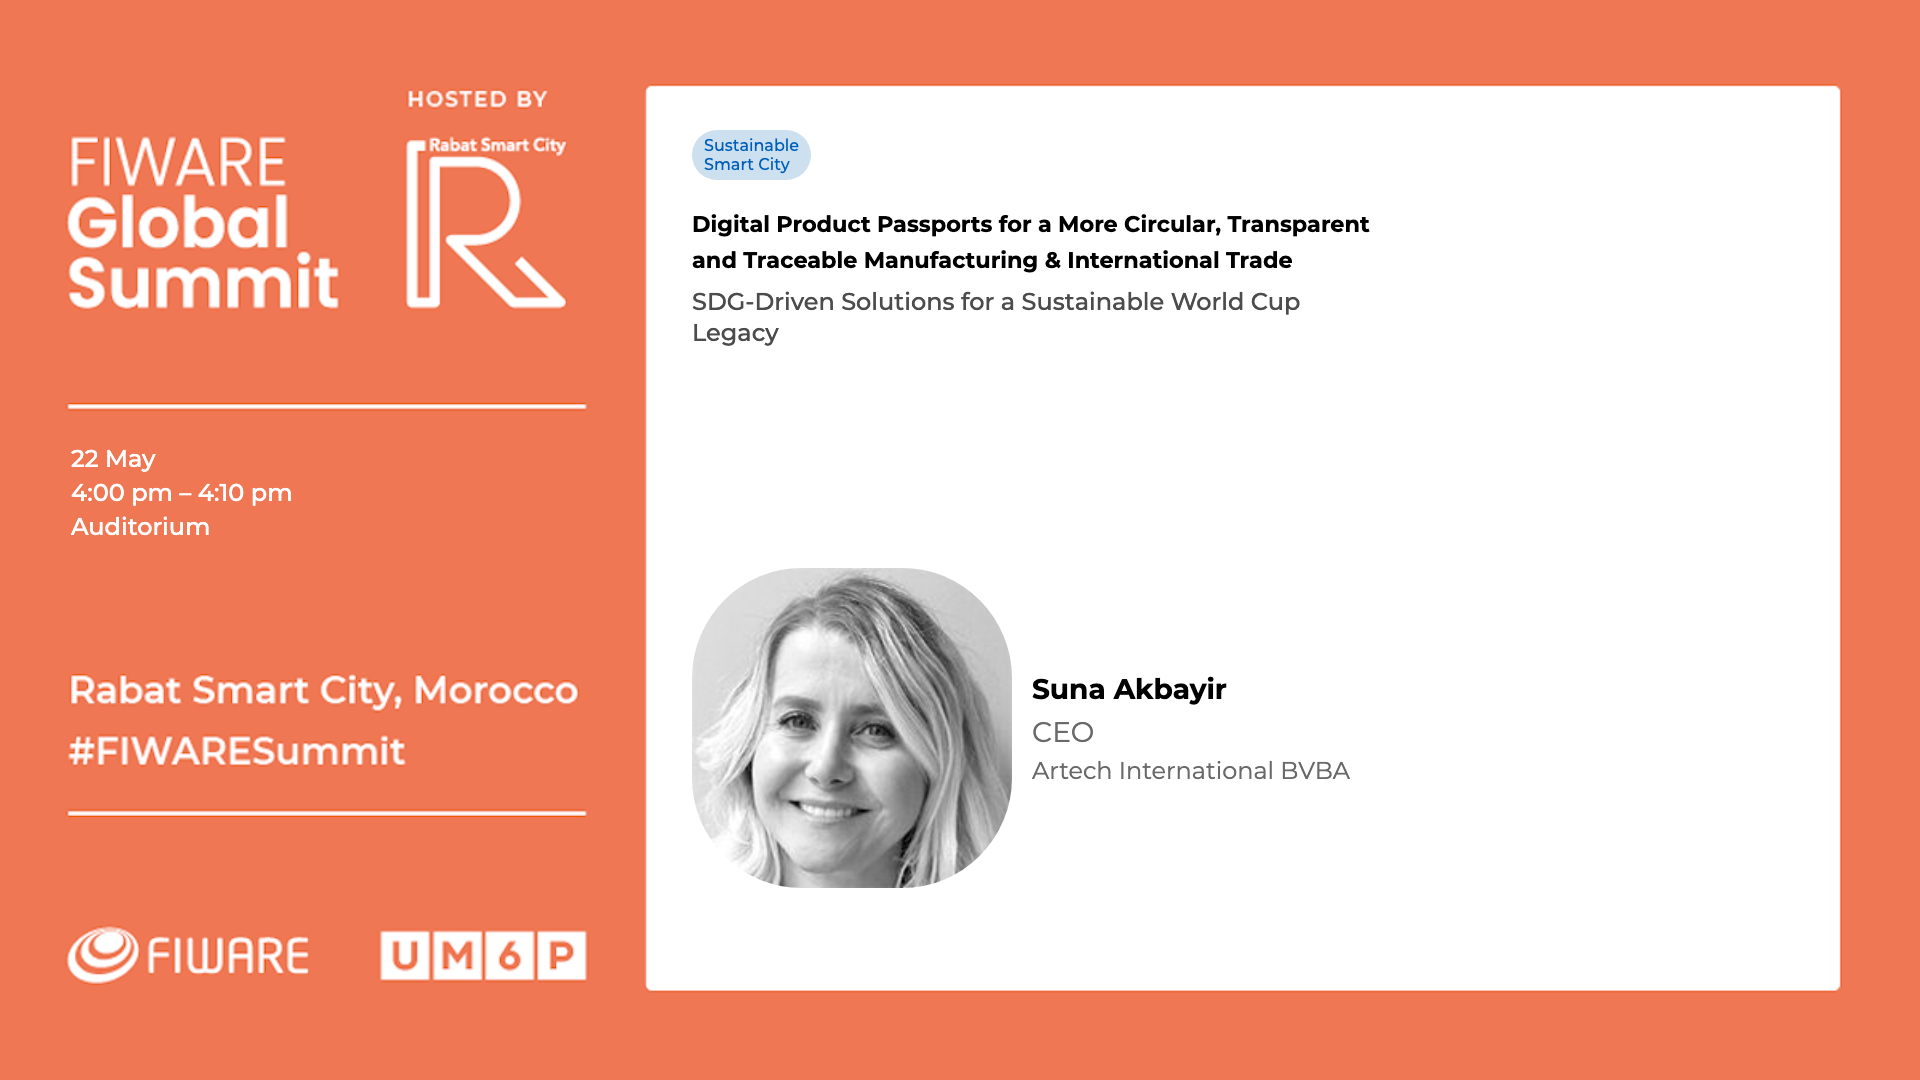 HOSTED BY
FIWARE
Global
Summit
Rabat Smart City
R
22 May
4:00 pm – 4:10 pm
Auditorium
Rabat Smart City, Morocco
#FIWARESummit
FIWARE
UM6P
Sustainable
Smart City
Digital Product Passports for a More Circular, Transparent
and Traceable Manufacturing & International Trade
SDG-Driven Solutions for a Sustainable World Cup
Legacy
Suna Akbayir
CEO
Artech International BVBA